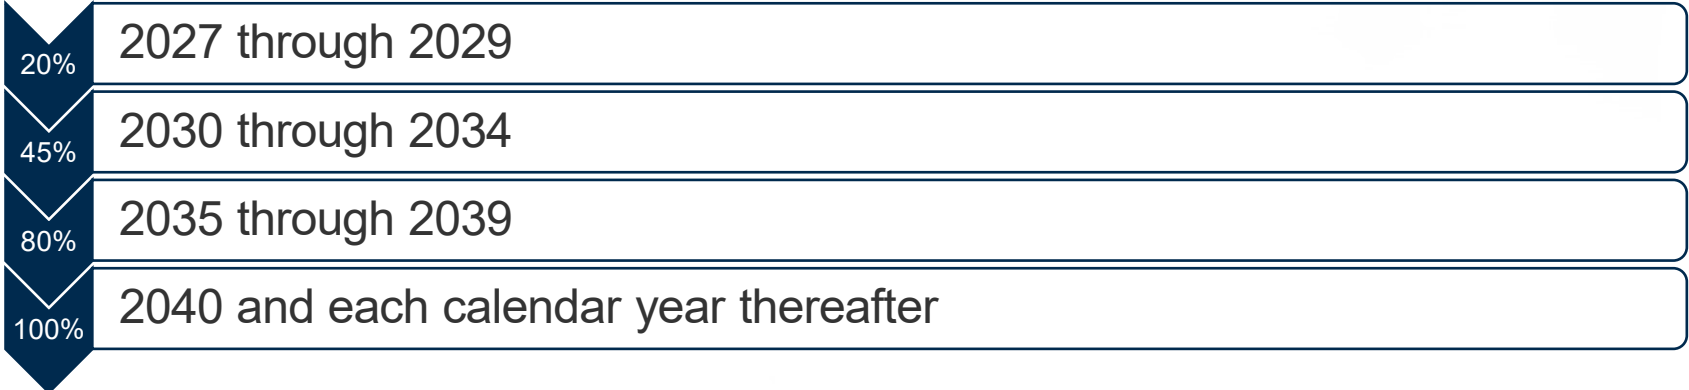 2027 through 2029
20%
2030 through 2034
45%
2035 through 2039
80%
2040 and each calendar year thereafter
100%